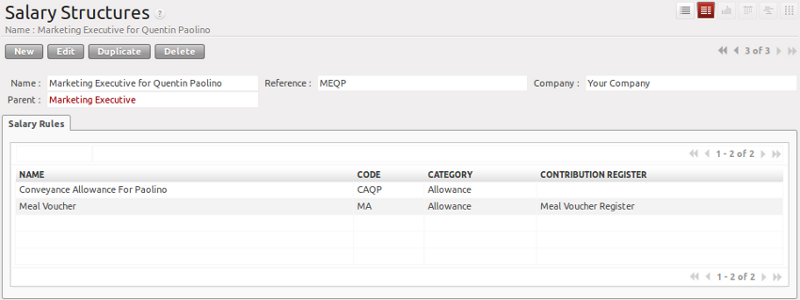 Salary Structures ?
Name : Marketing Executive for Quentin Paolino
New Edit Duplicate Delete 3 of 3
Name : Marketing Executive for Quentin Paolino Reference : MEQP Company : Your Company
Parent : Marketing Executive
Salary Rules
1 - 2 of 2
NAME CODE CATEGORY CONTRIBUTION REGISTER
Conveyance Allowance For Paolino CAQP Allowance
Meal Voucher MA Allowance Meal Voucher Register
1 - 2 of 2